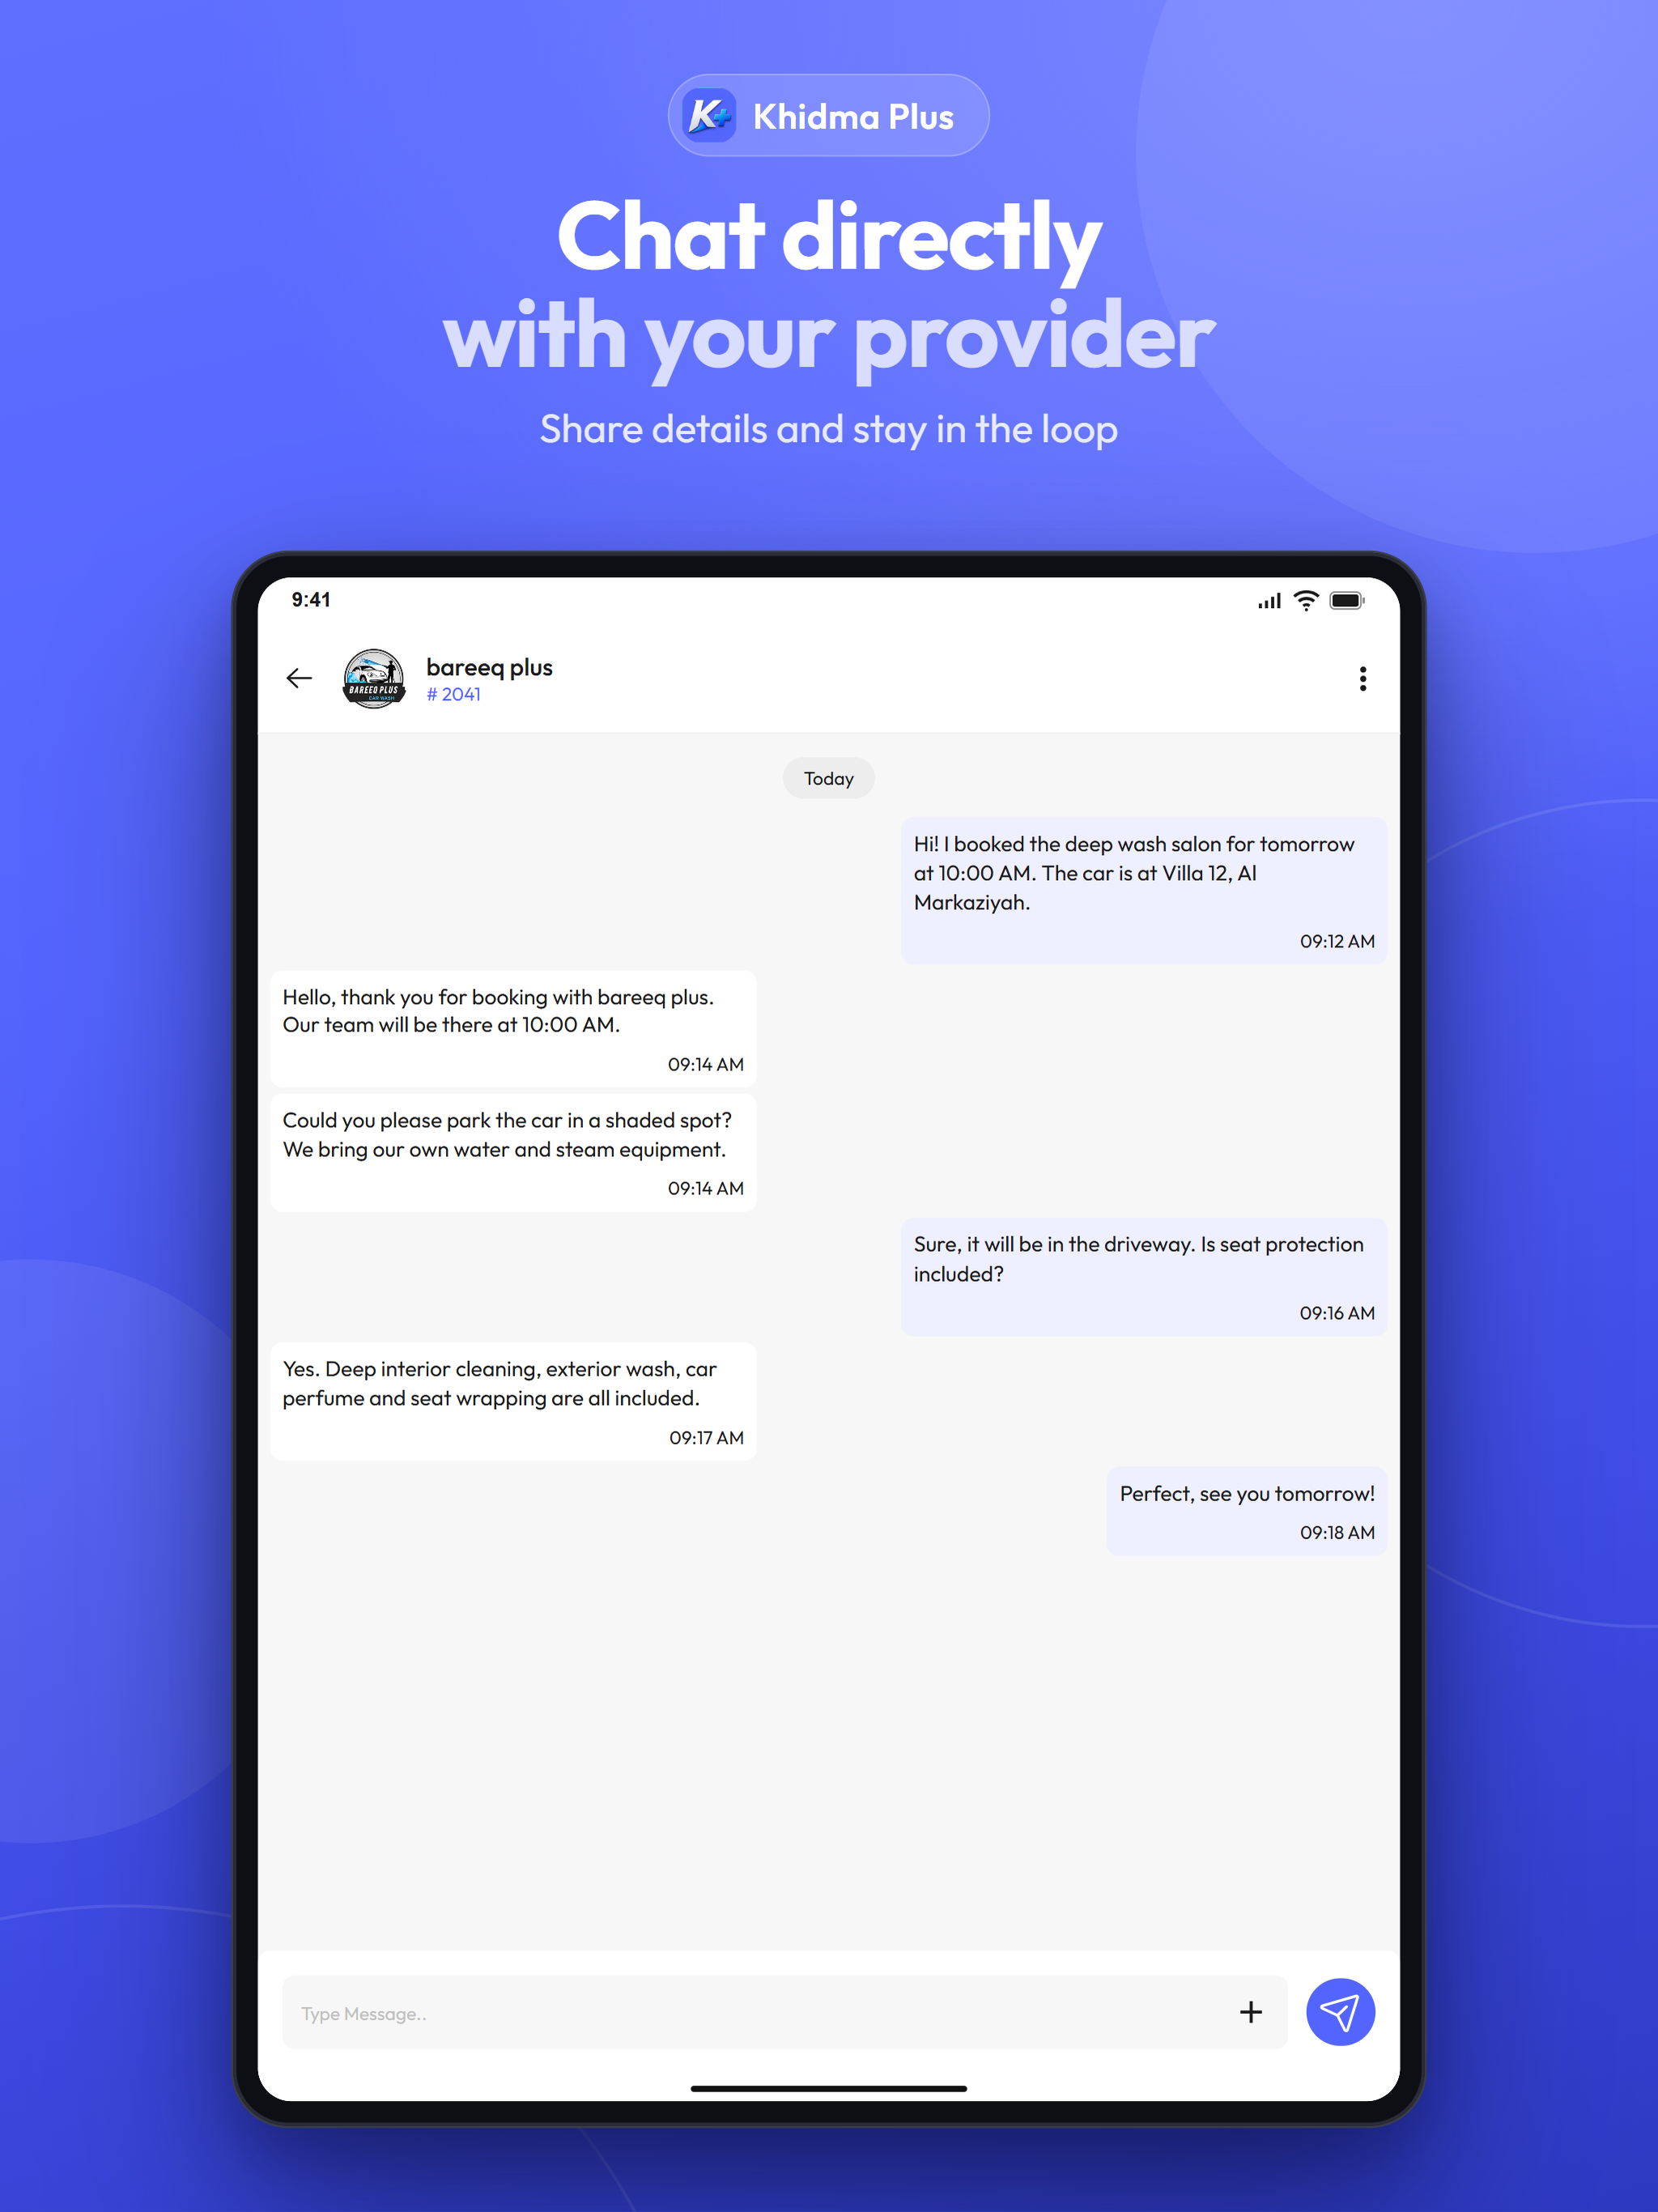 K+ Khidma Plus
Chat directly
with your provider
Share details and stay in the loop
9:41
BAREEQ PLUS
CAR WASH
bareeq plus
# 2041
Today
Hi! I booked the deep wash salon for tomorrow
at 10:00 AM. The car is at Villa 12, Al
Markaziyah.
09:12 AM
Hello, thank you for booking with bareeq plus.
Our team will be there at 10:00 AM.
09:14 AM
Could you please park the car in a shaded spot?
We bring our own water and steam equipment.
09:14 AM
Sure, it will be in the driveway. Is seat protection
included?
09:16 AM
Yes. Deep interior cleaning, exterior wash, car
perfume and seat wrapping are all included.
09:17 AM
Perfect, see you tomorrow!
09:18 AM
Type Message..